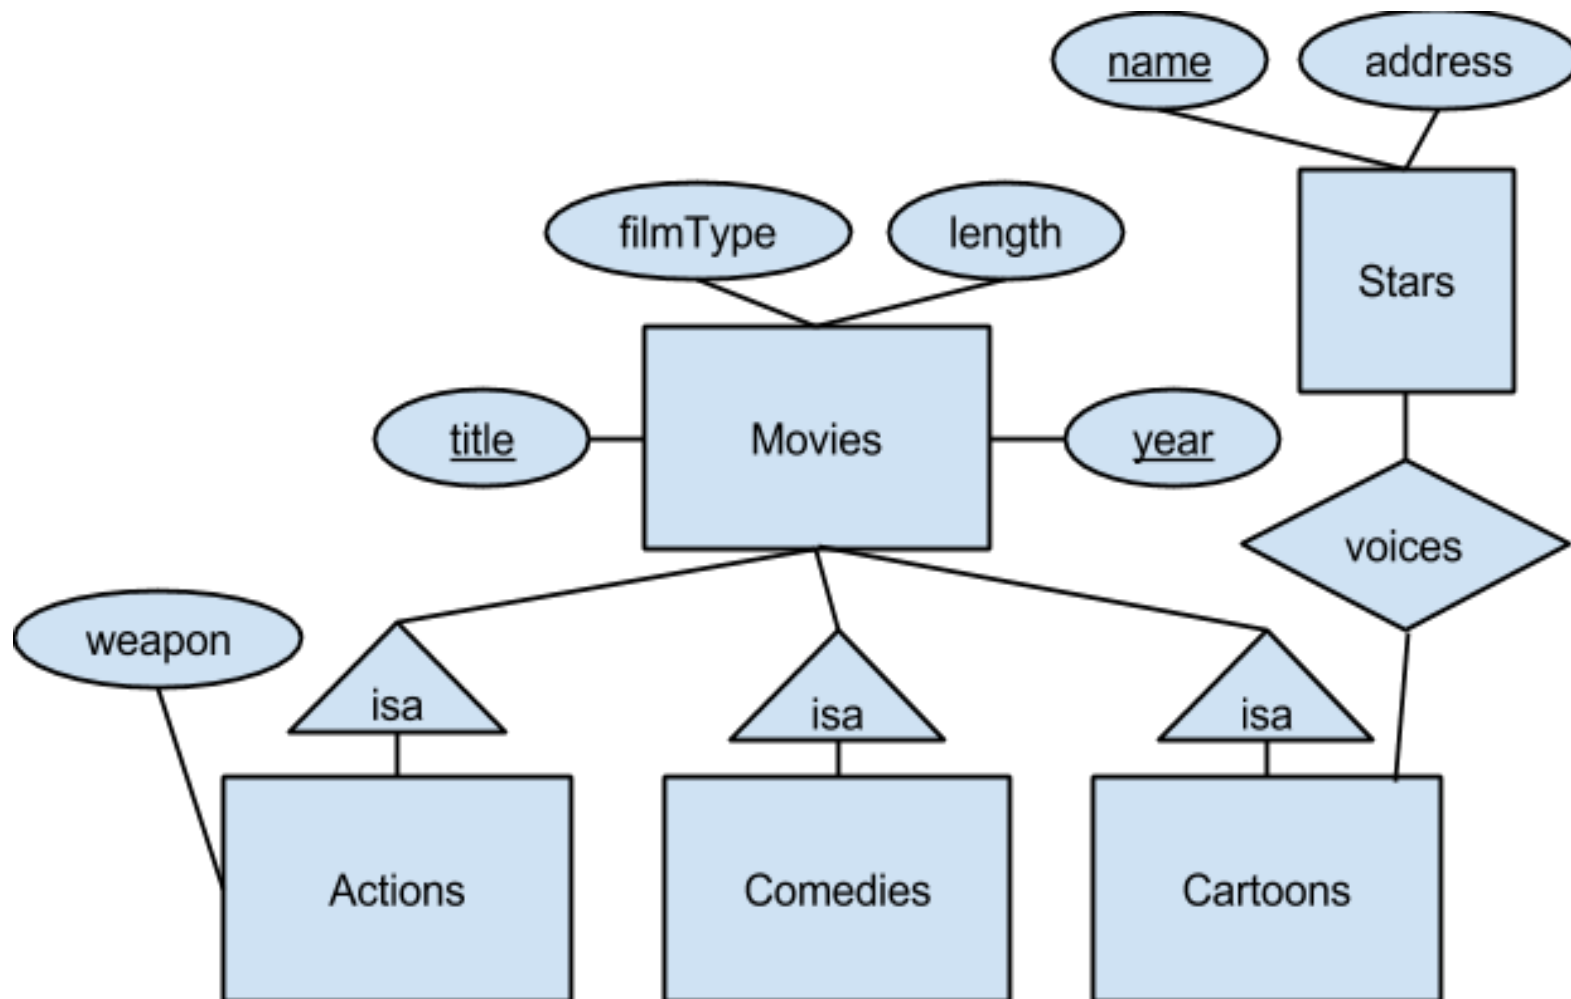 name
address
filmType
length
Stars
title
Movies
year
voices
weapon
isa
isa
isa
Actions
Comedies
Cartoons